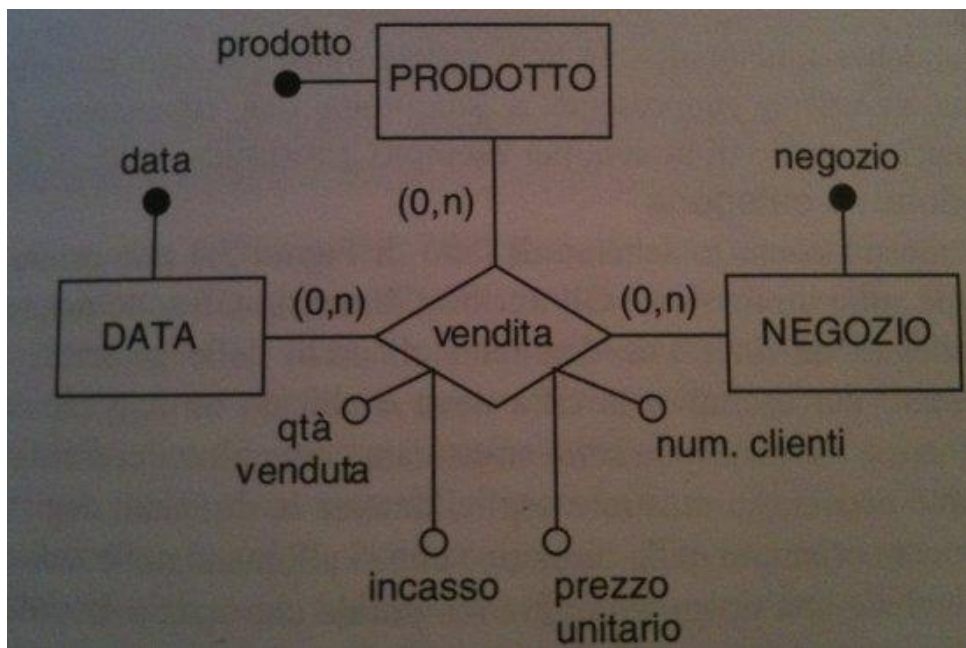 prodotto
PRODOTTO
data
negozio
(0,n)
(0,n)
(0,n)
DATA
vendita
NEGOZIO
qtà
venduta
num. clienti
incasso
prezzo
unitario